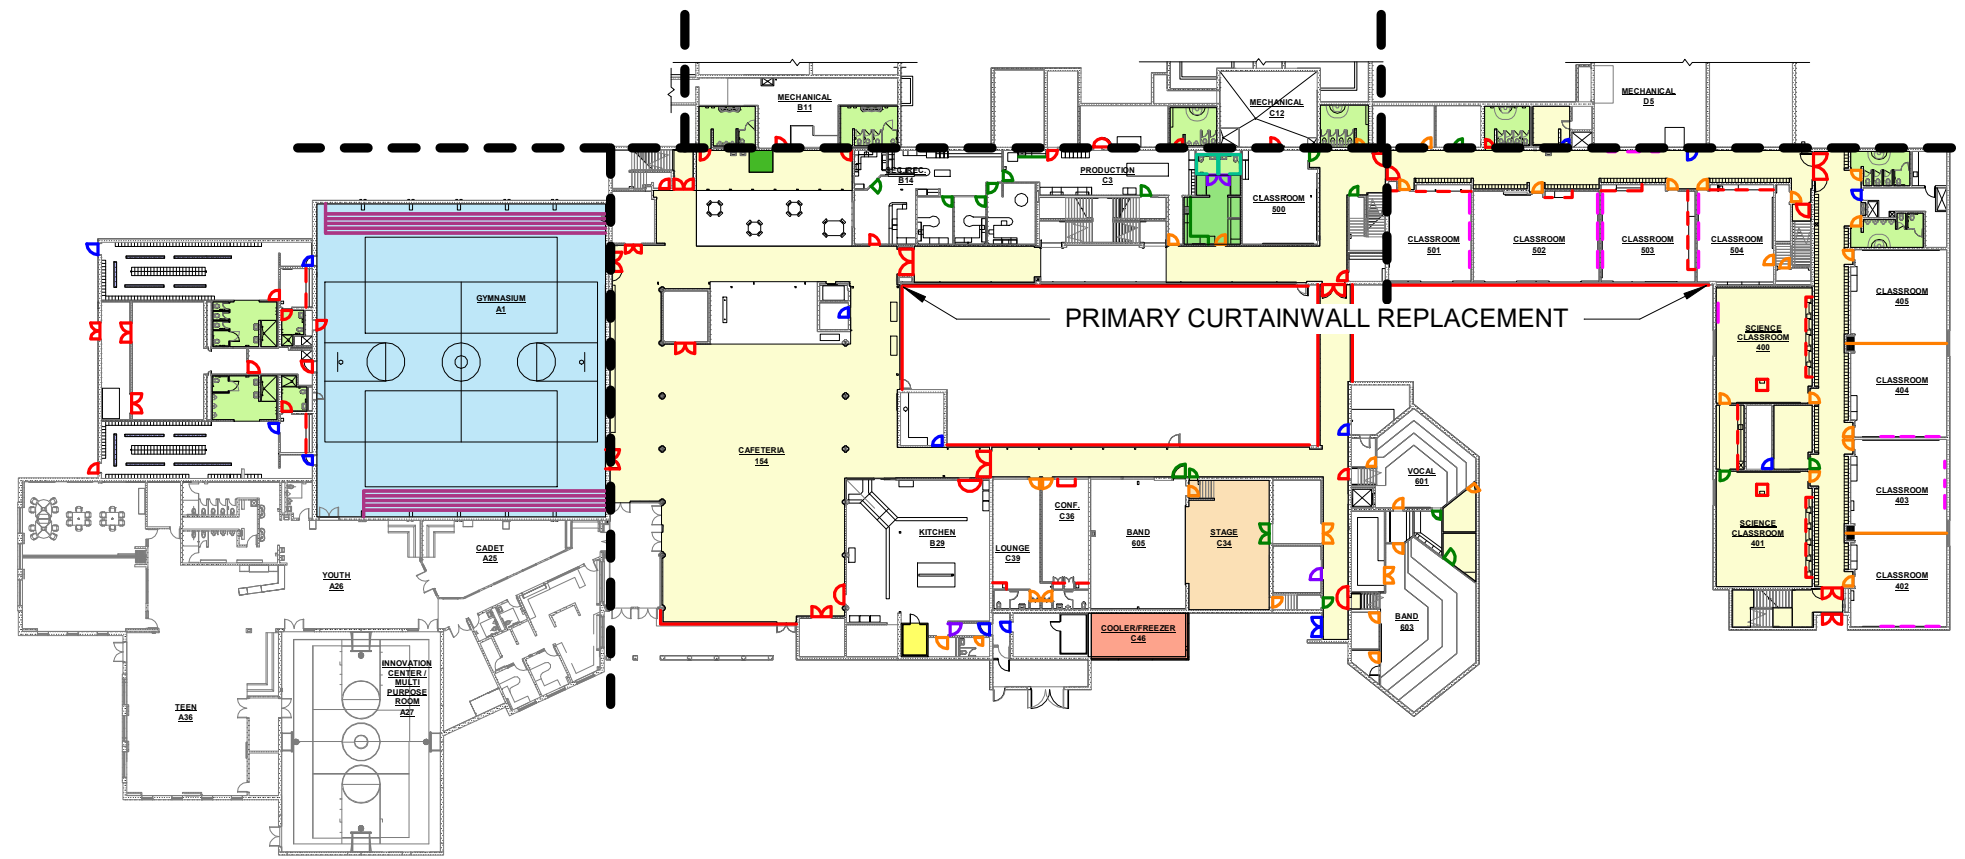 MECHANICAL
B11
MECHANICAL
C12
MECHANICAL
D5
REC.
B14
PRODUCTION
C3
CLASSROOM
500
CLASSROOM
501
CLASSROOM
502
CLASSROOM
503
CLASSROOM
504
GYMNASIUM
A1
PRIMARY CURTAINWALL REPLACEMENT
SCIENCE
CLASSROOM
400
CLASSROOM
405
CLASSROOM
404
CAFETERIA
154
VOCAL
601
CLASSROOM
403
CONF.
C36
KITCHEN
B29
LOUNGE
C39
BAND
605
STAGE
C34
SCIENCE
CLASSROOM
401
CADET
A25
YOUTH
A26
CLASSROOM
402
BAND
603
COOLER/FREEZER
C46
INNOVATION
CENTER /
MULTI
PURPOSE
ROOM
A27
TEEN
A36